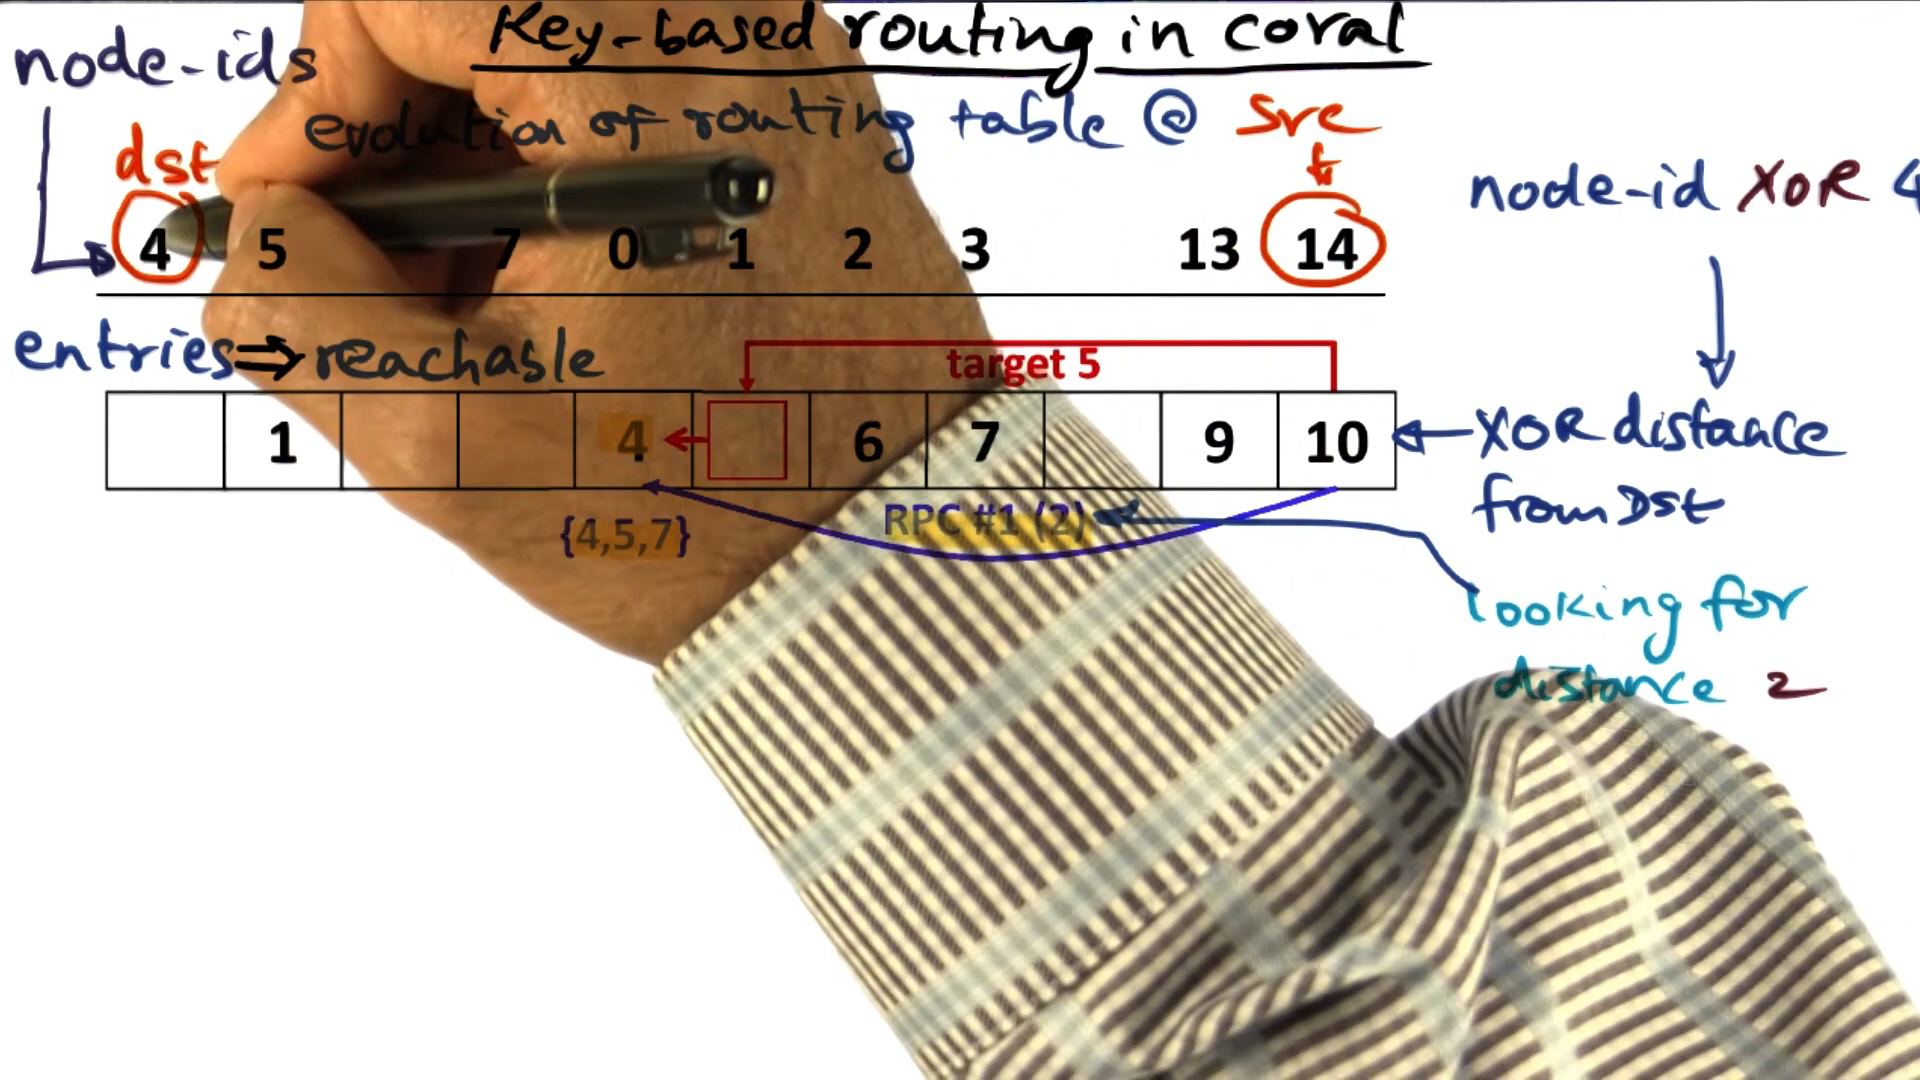 Key-based routing in coral
node-ids
evolution of routing table @ src
dst
node-id XOR 4
4 5 7 0 1 2 3 13 14
entries ⇒ reachable
target 5
1 4 6 7 9 10
XOR distance
from Dst
{4,5,7}
RPC #1 (2)
looking for
distance 2